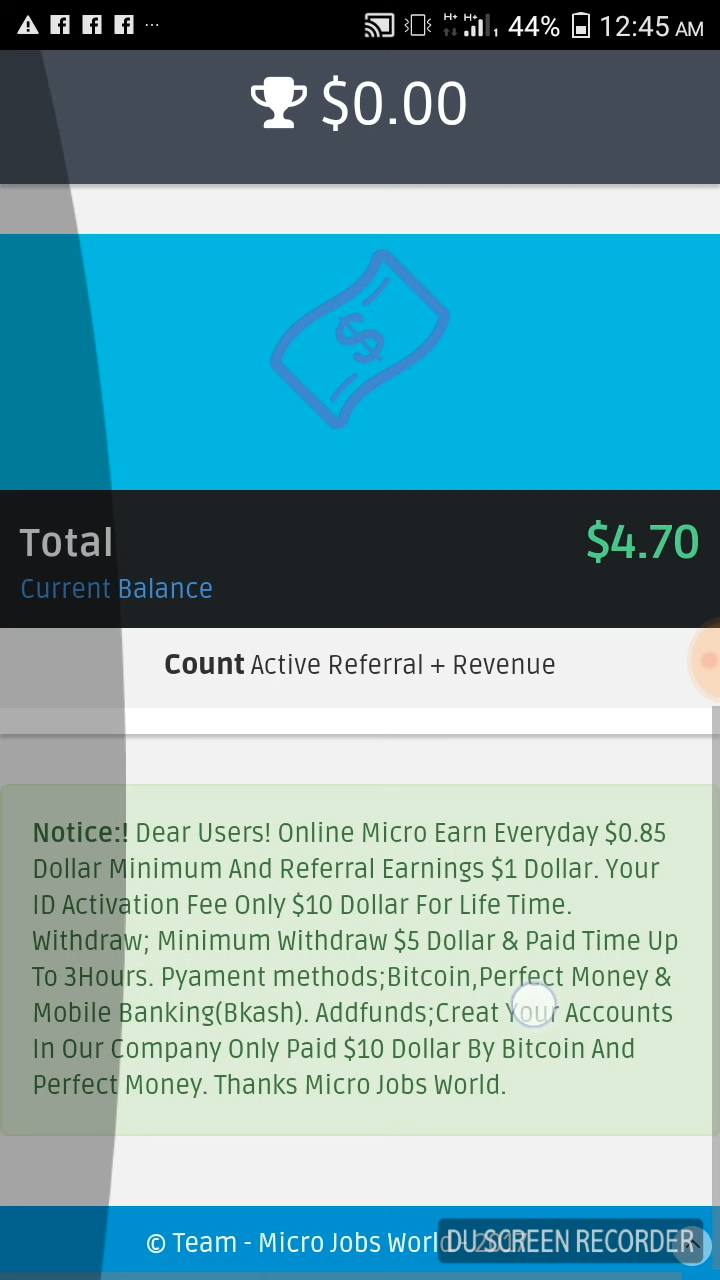 44% 12:45 AM
$0.00
$
Total $4.70
Current Balance
Count Active Referral + Revenue
Notice:! Dear Users! Online Micro Earn Everyday $0.85
Dollar Minimum And Referral Earnings $1 Dollar. Your
ID Activation Fee Only $10 Dollar For Life Time.
Withdraw; Minimum Withdraw $5 Dollar & Paid Time Up
To 3Hours. Pyament methods;Bitcoin,Perfect Money &
Mobile Banking(Bkash). Addfunds;Creat Your Accounts
In Our Company Only Paid $10 Dollar By Bitcoin And
Perfect Money. Thanks Micro Jobs World.
© Team - Micro Jobs World - 2017
DU SCREEN RECORDER